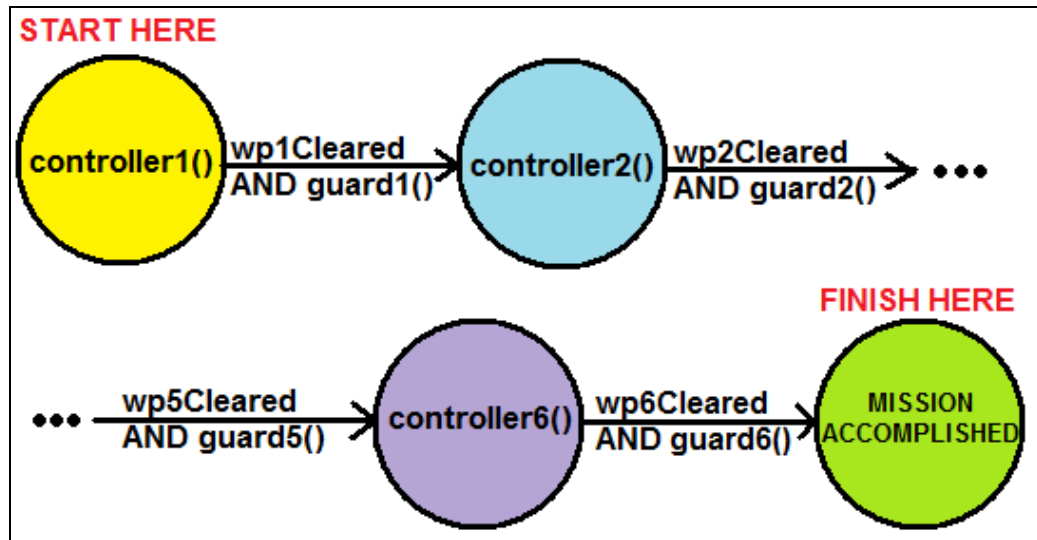 START HERE
controller1()
wp1Cleared
AND guard1()
controller2()
wp2Cleared
AND guard2()
...
FINISH HERE
...
wp5Cleared
AND guard5()
controller6()
wp6Cleared
AND guard6()
MISSION
ACCOMPLISHED